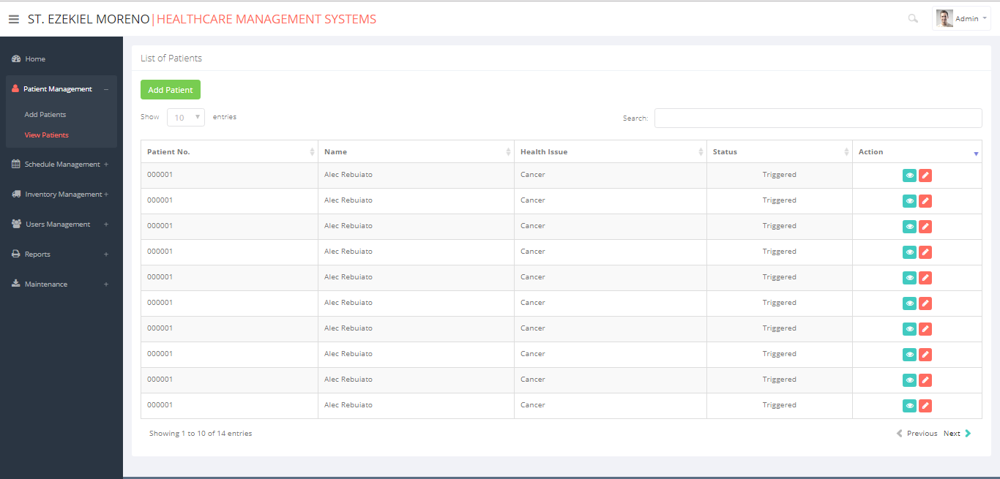 ST. EZEKIEL MORENO|HEALTHCARE MANAGEMENT SYSTEMS
Admin
Home
Patient Management −
Add Patients
View Patients
Schedule Management +
Inventory Management +
Users Management +
Reports +
Maintenance +
List of Patients
Add Patient
Show 10 entries
Search:
Patient No. Name Health Issue Status Action
000001 Alec Rebuiato Cancer Triggered
000001 Alec Rebuiato Cancer Triggered
000001 Alec Rebuiato Cancer Triggered
000001 Alec Rebuiato Cancer Triggered
000001 Alec Rebuiato Cancer Triggered
000001 Alec Rebuiato Cancer Triggered
000001 Alec Rebuiato Cancer Triggered
000001 Alec Rebuiato Cancer Triggered
000001 Alec Rebuiato Cancer Triggered
000001 Alec Rebuiato Cancer Triggered
Showing 1 to 10 of 14 entries
Previous Next